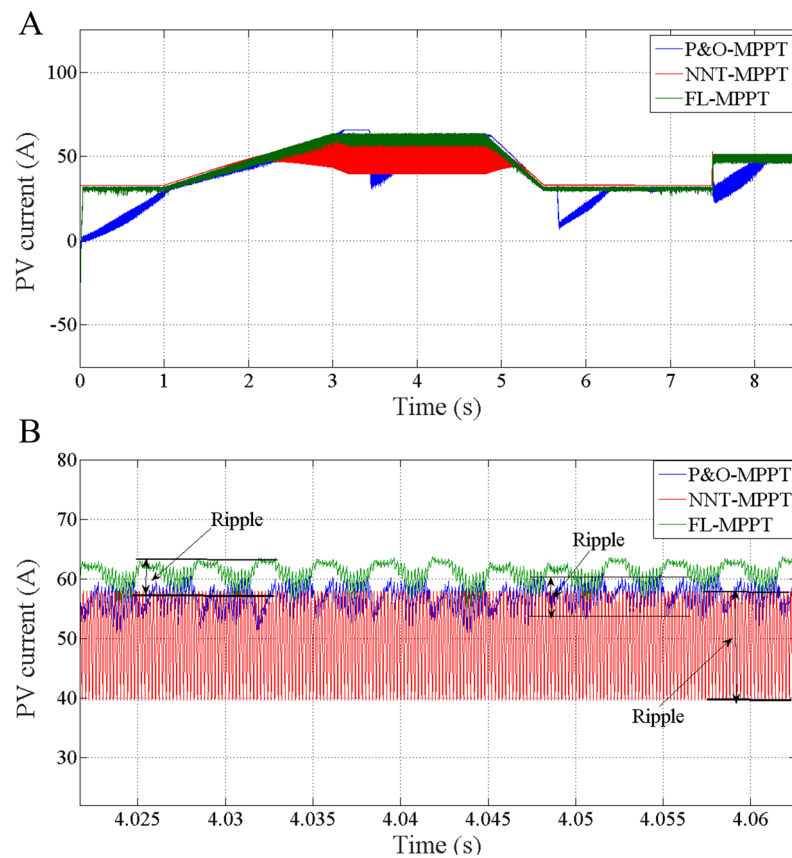 A
P&O-MPPT
NNT-MPPT
FL-MPPT
PV current (A)
100
50
0
-50
0 1 2 3 4 5 6 7 8
Time (s)
B
P&O-MPPT
NNT-MPPT
FL-MPPT
PV current (A)
80
70
60
50
40
30
Ripple
Ripple
Ripple
4.025 4.03 4.035 4.04 4.045 4.05 4.055 4.06
Time (s)